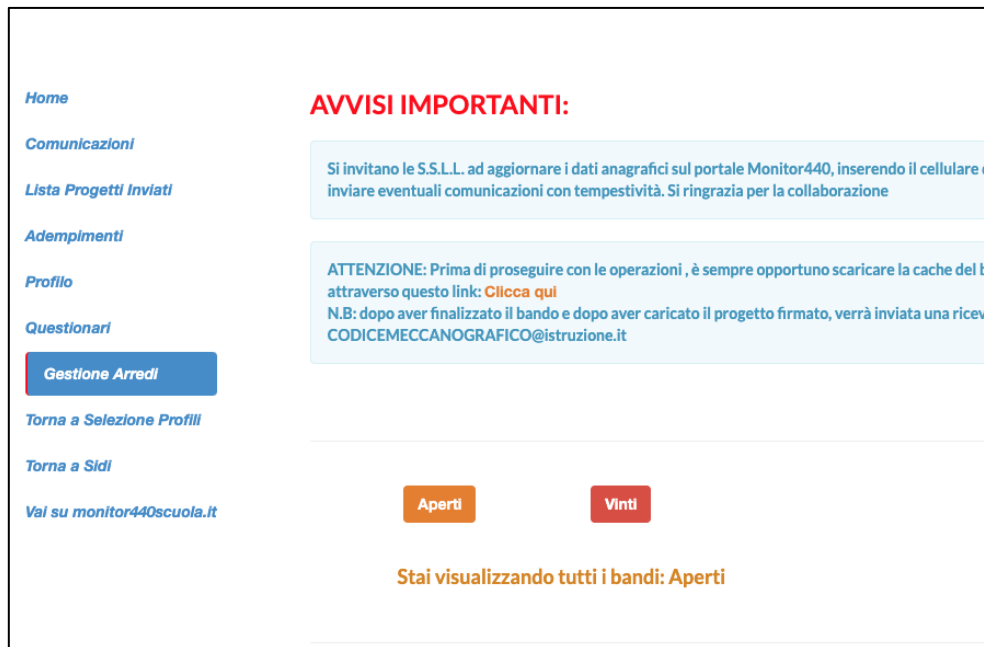 Home
Comunicazioni
Lista Progetti Inviati
Adempimenti
Profilo
Questionari
Gestione Arredi
Torna a Selezione Profili
Torna a Sidi
Vai su monitor440scuola.it
AVVISI IMPORTANTI:
Si invitano le S.S.L.L. ad aggiornare i dati anagrafici sul portale Monitor440, inserendo il cellulare
inviare eventuali comunicazioni con tempestività. Si ringrazia per la collaborazione
ATTENZIONE: Prima di proseguire con le operazioni , è sempre opportuno scaricare la cache del
attraverso questo link: Clicca qui
N.B: dopo aver finalizzato il bando e dopo aver caricato il progetto firmato, verrà inviata una
CODICEMECCANOGRAFICO@istruzione.it
Aperti
Vinti
Stai visualizzando tutti i bandi: Aperti